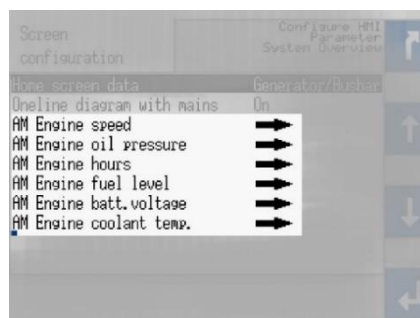 Screen
configuration
Configure HMI
Parameter
System Overview
Home screen data Generator/Busbar
Oneline diagram with mains On
AM Engine speed
AM Engine oil pressure
AM Engine hours
AM Engine fuel level
AM Engine batt.voltage
AM Engine coolant temp.